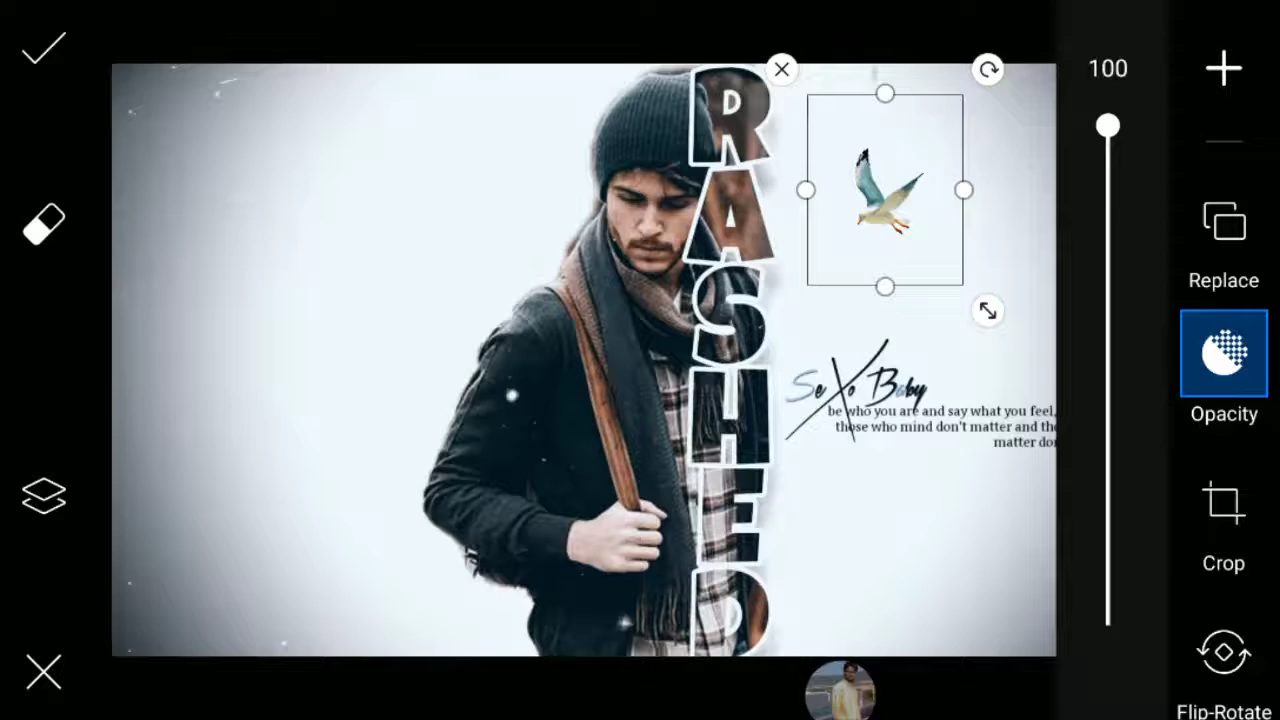 100
Replace
Opacity
Crop
Flip-Rotate
RASHED
SeXo Baby
be who you are and say what you feel,
those who mind don't matter and the
matter don